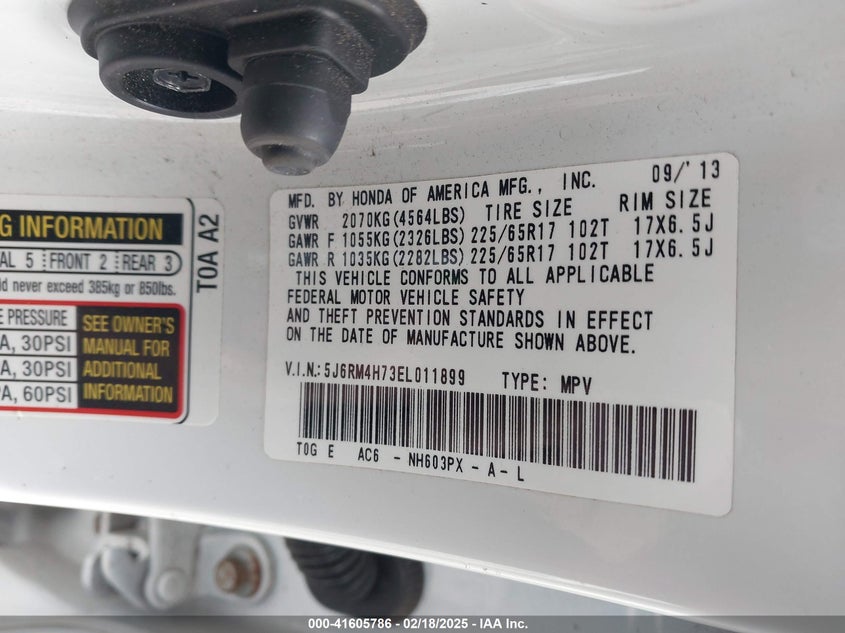 09/'13
MFD. BY HONDA OF AMERICA MFG., INC.
GVWR 2070KG(4564LBS) TIRE SIZE RIM SIZE
GAWR F 1055KG(2326LBS) 225/65R17 102T 17X6.5J
GAWR R 1035KG(2282LBS) 225/65R17 102T 17X6.5J
THIS VEHICLE CONFORMS TO ALL APPLICABLE
FEDERAL MOTOR VEHICLE SAFETY
AND THEFT PREVENTION STANDARDS IN EFFECT
ON THE DATE OF MANUFACTURE SHOWN ABOVE.
V.I.N.: 5J6RM4H73EL011899 TYPE: MPV
T0G E AC6 - NH603PX - A - L
INFORMATION
5 FRONT 2 REAR 3
never exceed 385kg or 850lbs.
PRESSURE SEE OWNER'S
30PSI MANUAL FOR
30PSI ADDITIONAL
60PSI INFORMATION
T0A A2
000-41605786 - 02/18/2025 - IAA Inc.